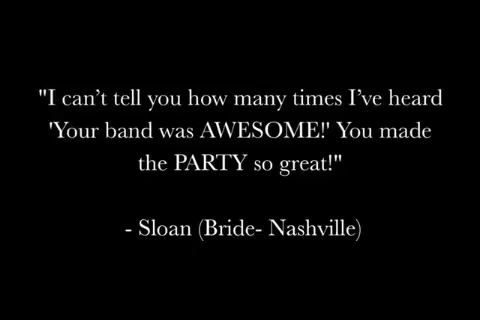 "I can’t tell you how many times I’ve heard
'Your band was AWESOME!' You made
the PARTY so great!"
- Sloan (Bride- Nashville)